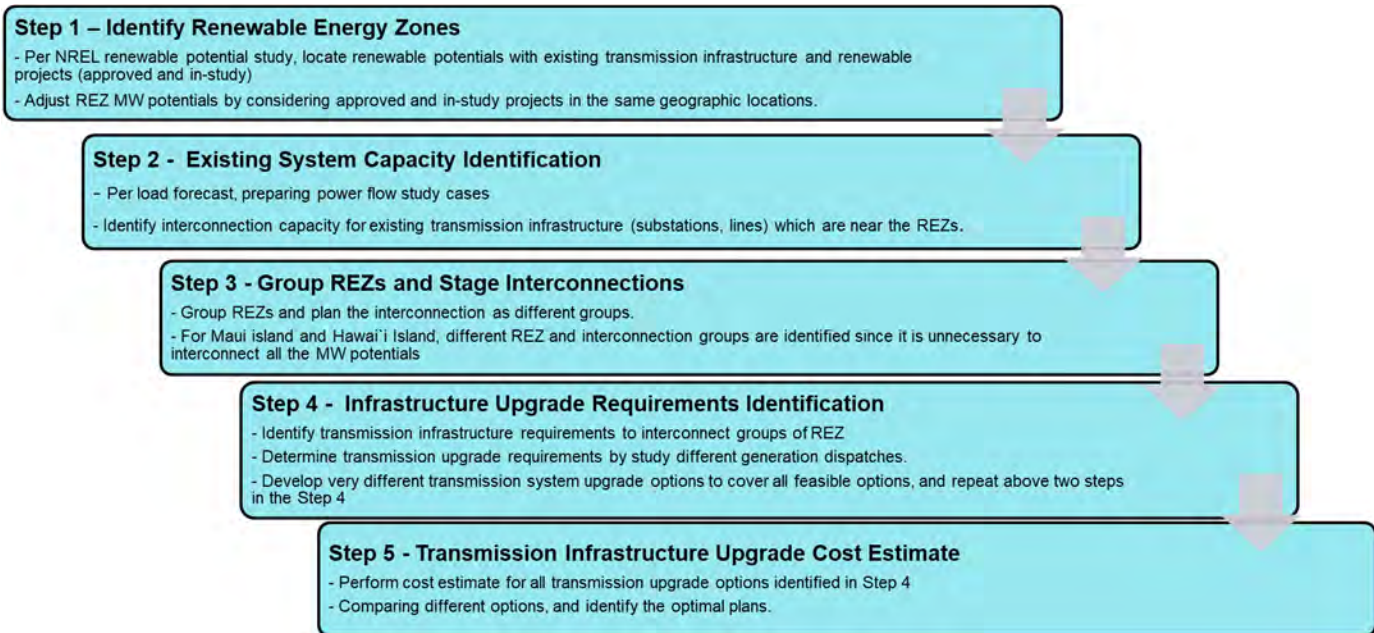 Step 1 – Identify Renewable Energy Zones
- Per NREL renewable potential study, locate renewable potentials with existing transmission infrastructure and renewable
projects (approved and in-study)
- Adjust REZ MW potentials by considering approved and in-study projects in the same geographic locations.
Step 2 - Existing System Capacity Identification
- Per load forecast, preparing power flow study cases
- Identify interconnection capacity for existing transmission infrastructure (substations, lines) which are near the REZs.
Step 3 - Group REZs and Stage Interconnections
- Group REZs and plan the interconnection as different groups.
- For Maui island and Hawai`i Island, different REZ and interconnection groups are identified since it is unnecessary to
interconnect all the MW potentials
Step 4 - Infrastructure Upgrade Requirements Identification
- Identify transmission infrastructure requirements to interconnect groups of REZ
- Determine transmission upgrade requirements by study different generation dispatches.
- Develop very different transmission system upgrade options to cover all feasible options, and repeat above two steps
in the Step 4
Step 5 - Transmission Infrastructure Upgrade Cost Estimate
- Perform cost estimate for all transmission upgrade options identified in Step 4
- Comparing different options, and identify the optimal plans.